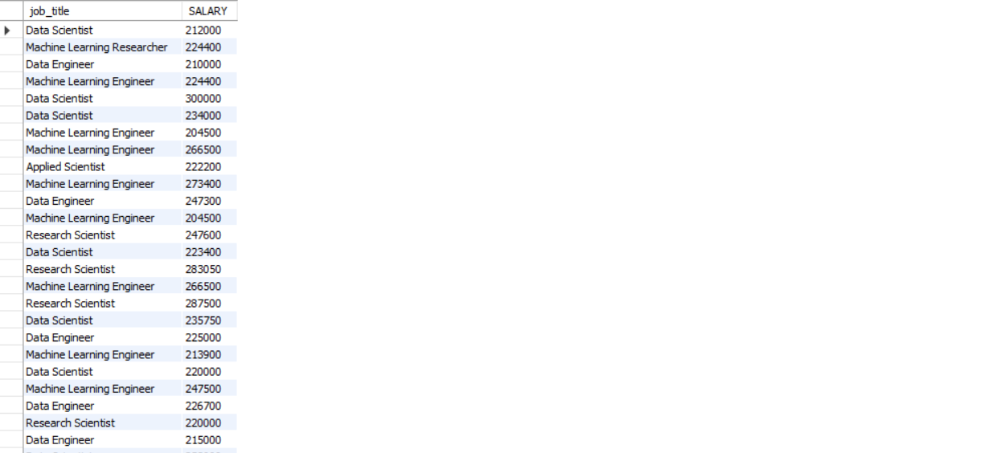 job_title SALARY
Data Scientist 212000
Machine Learning Researcher 224400
Data Engineer 210000
Machine Learning Engineer 224400
Data Scientist 300000
Data Scientist 234000
Machine Learning Engineer 204500
Machine Learning Engineer 266500
Applied Scientist 222200
Machine Learning Engineer 273400
Data Engineer 247300
Machine Learning Engineer 204500
Research Scientist 247600
Data Scientist 223400
Research Scientist 283050
Machine Learning Engineer 266500
Research Scientist 287500
Data Scientist 235750
Data Engineer 225000
Machine Learning Engineer 213900
Data Scientist 220000
Machine Learning Engineer 247500
Data Engineer 226700
Research Scientist 220000
Data Engineer 215000